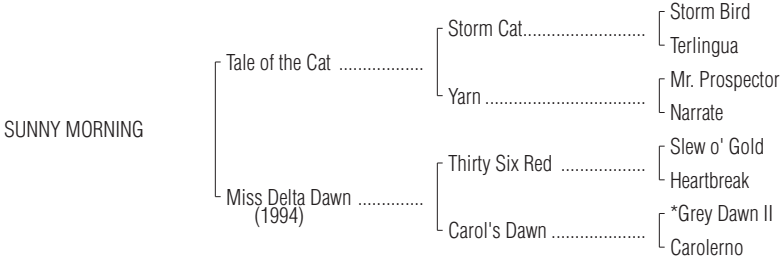 Storm Bird
Storm Cat..........................
Terlingua
Tale of the Cat ..................
Mr. Prospector
Yarn ..................................
Narrate
SUNNY MORNING
Slew o' Gold
Thirty Six Red ..................
Heartbreak
Miss Delta Dawn ..............
(1994)
*Grey Dawn II
Carol's Dawn ....................
Carolerno